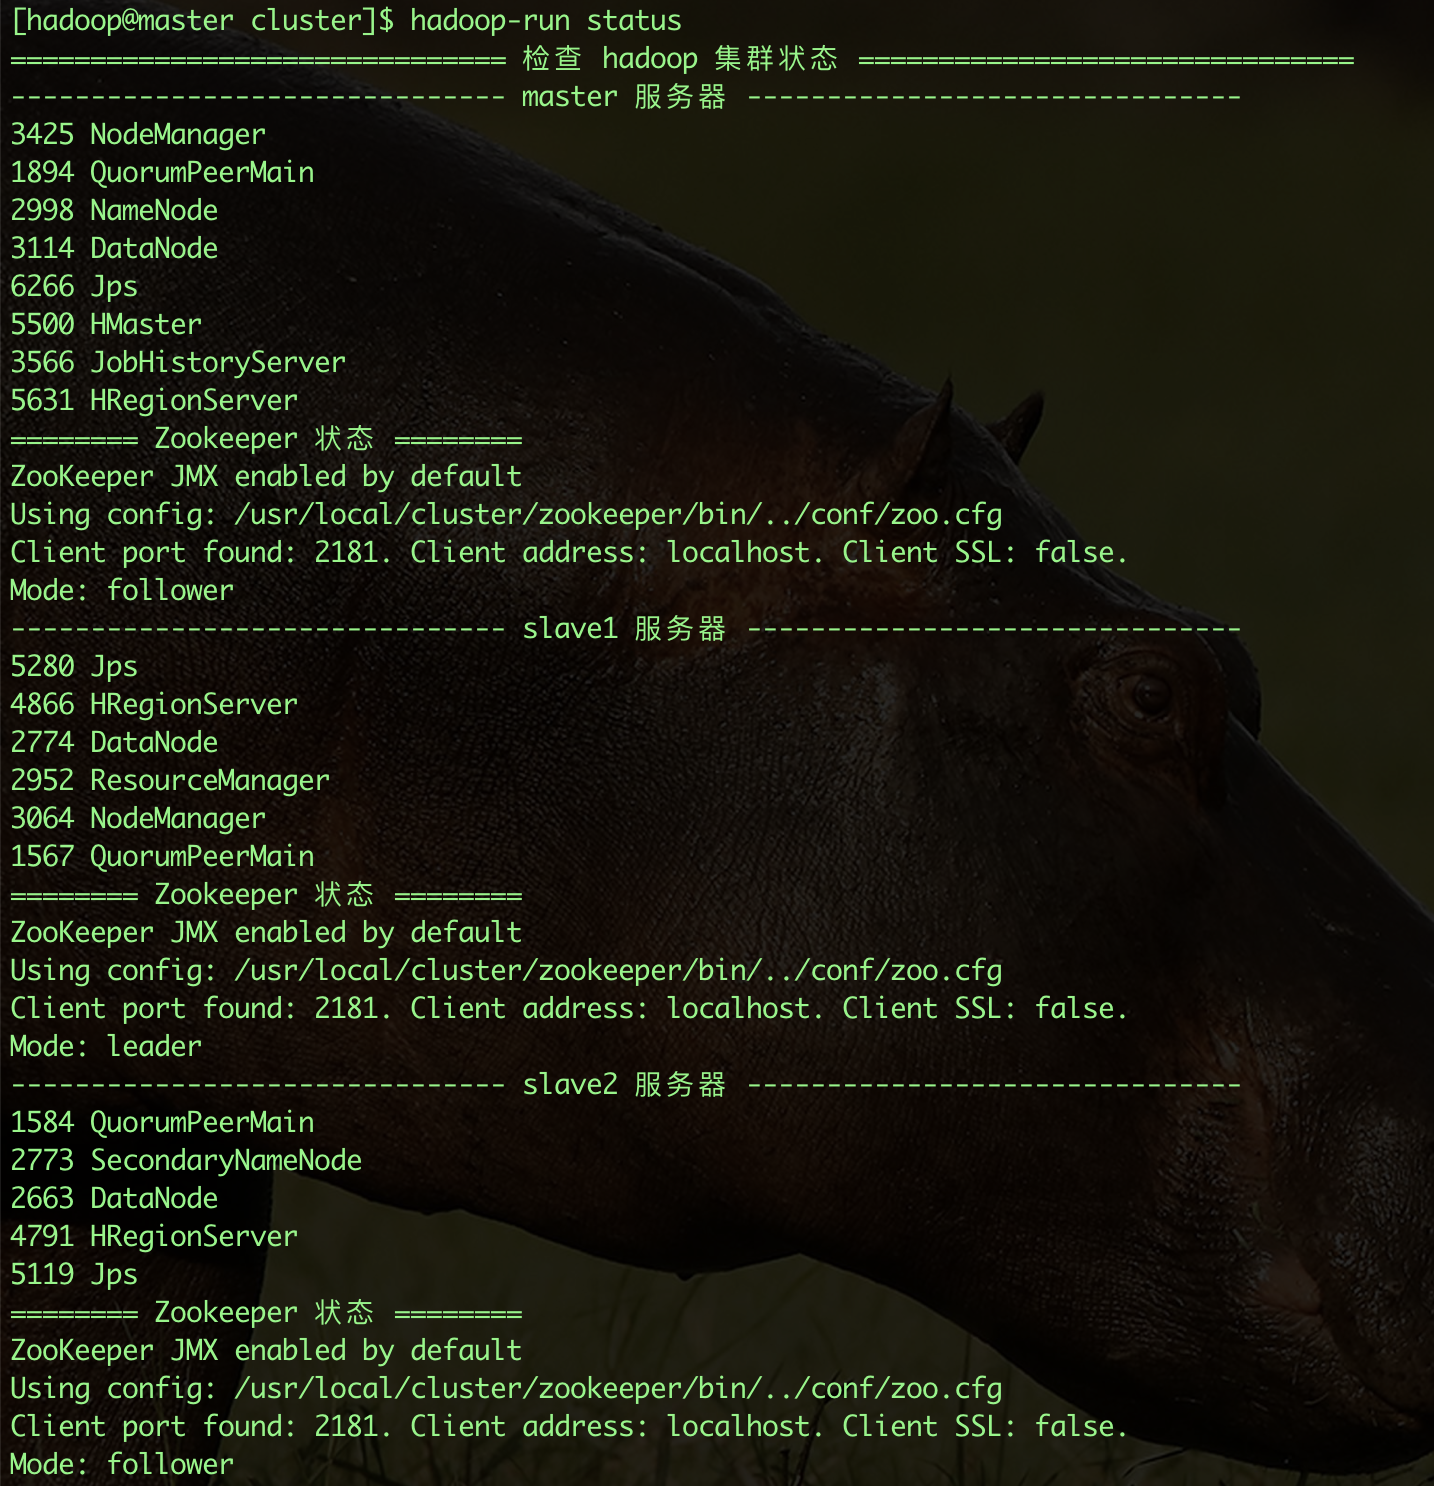 [hadoop@master cluster]$ hadoop-run status
=============================== 检查 hadoop 集群状态 ===============================
------------------------------- master 服务器 -------------------------------
3425 NodeManager
1894 QuorumPeerMain
2998 NameNode
3114 DataNode
6266 Jps
5500 HMaster
3566 JobHistoryServer
5631 HRegionServer
======== Zookeeper 状态 ========
ZooKeeper JMX enabled by default
Using config: /usr/local/cluster/zookeeper/bin/../conf/zoo.cfg
Client port found: 2181. Client address: localhost. Client SSL: false.
Mode: follower
------------------------------- slave1 服务器 -------------------------------
5280 Jps
4866 HRegionServer
2774 DataNode
2952 ResourceManager
3064 NodeManager
1567 QuorumPeerMain
======== Zookeeper 状态 ========
ZooKeeper JMX enabled by default
Using config: /usr/local/cluster/zookeeper/bin/../conf/zoo.cfg
Client port found: 2181. Client address: localhost. Client SSL: false.
Mode: leader
------------------------------- slave2 服务器 -------------------------------
1584 QuorumPeerMain
2773 SecondaryNameNode
2663 DataNode
4791 HRegionServer
5119 Jps
======== Zookeeper 状态 ========
ZooKeeper JMX enabled by default
Using config: /usr/local/cluster/zookeeper/bin/../conf/zoo.cfg
Client port found: 2181. Client address: localhost. Client SSL: false.
Mode: follower